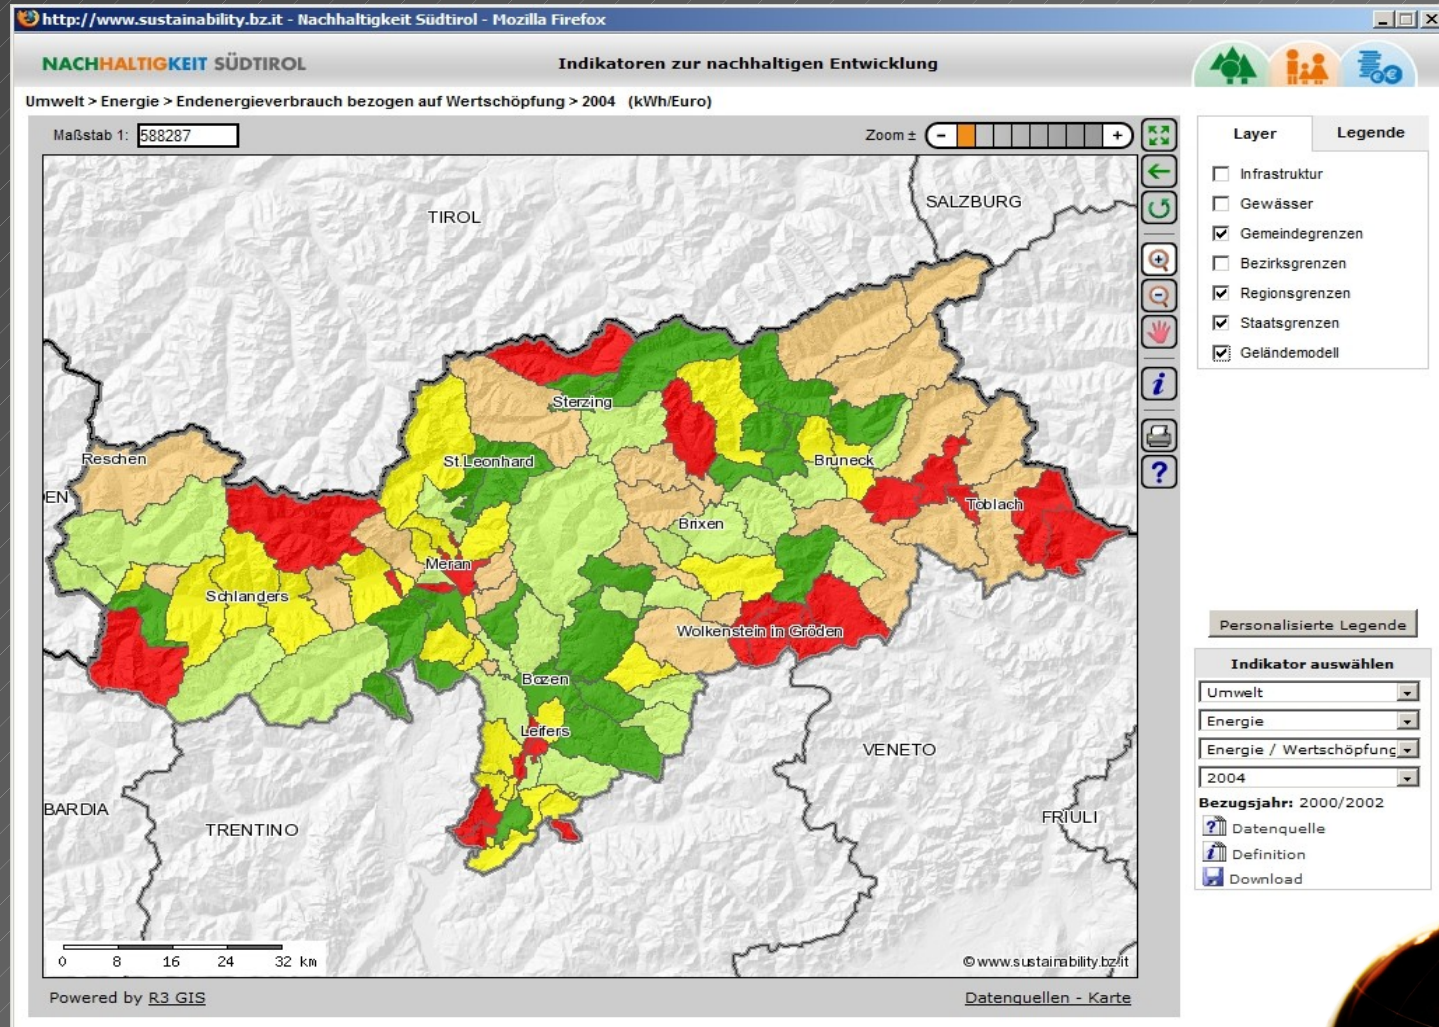 http://www.sustainability.bz.it - Nachhaltigkeit Südtirol - Mozilla Firefox
NACHHALTIGKEIT SÜDTIROL
Indikatoren zur nachhaltigen Entwicklung
Umwelt > Energie > Endenergieverbrauch bezogen auf Wertschöpfung > 2004 (kWh/Euro)
Maßstab 1: 588287
Zoom ±
- +
Layer Legende
Infrastruktur
Gewässer
Gemeindegrenzen
Bezirksgrenzen
Regionsgrenzen
Staatsgrenzen
Geländemodell
SALZBURG
TIROL
Sterzing
Reschen
St.Leonhard
Bruneck
EN
Toblach
Brixen
Meran
Schlanders
Wolkenstein in Gröden
Bozen
Leifers
VENETO
BARDIA
TRENTINO
FRIULI
0 8 16 24 32 km
© www.sustainability.bz.it
Powered by R3 GIS
Datenquellen - Karte
i
?
Personalisierte Legende
Indikator auswählen
Umwelt
Energie
Energie / Wertschöpfung
2004
Bezugsjahr: 2000/2002
Datenquelle
Definition
Download